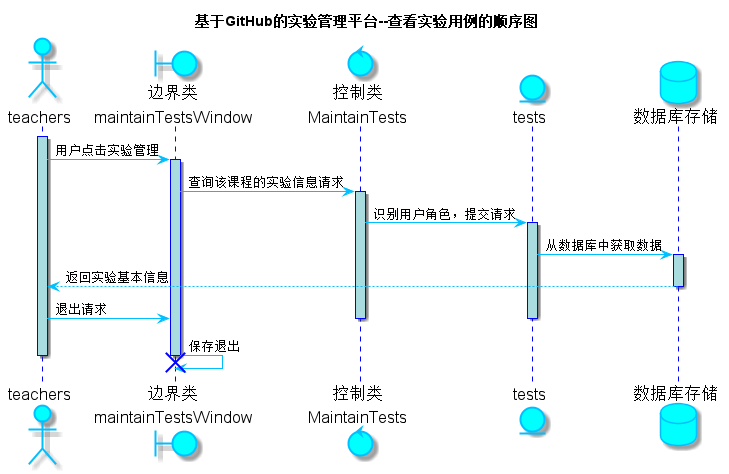 基于GitHub的实验管理平台--查看实验用例的顺序图
teachers
边界类
maintainTestsWindow
控制类
MaintainTests
tests
数据库存储
用户点击实验管理
查询该课程的实验信息请求
识别用户角色，提交请求
从数据库中获取数据
返回实验基本信息
退出请求
保存退出
teachers
边界类
maintainTestsWindow
控制类
MaintainTests
tests
数据库存储